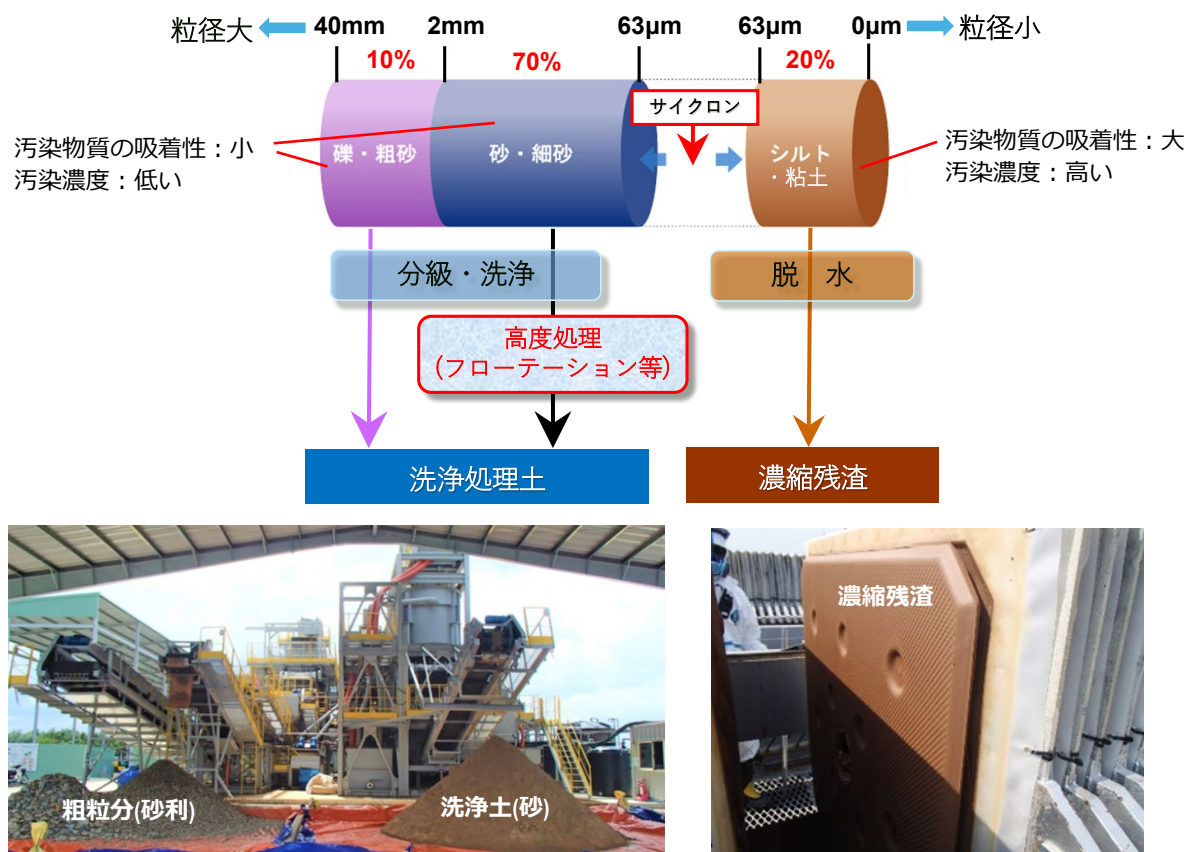 粒径大
40mm
2mm
63μm
63μm
0μm
粒径小
10%
70%
20%
サイクロン
汚染物質の吸着性：小
汚染濃度：低い
礫・粗砂
砂・細砂
シルト
・粘土
汚染物質の吸着性：大
汚染濃度：高い
分級・洗浄
脱　水
高度処理
(フローテーション等)
洗浄処理土
濃縮残渣
粗粒分(砂利)
洗浄土(砂)
濃縮残渣